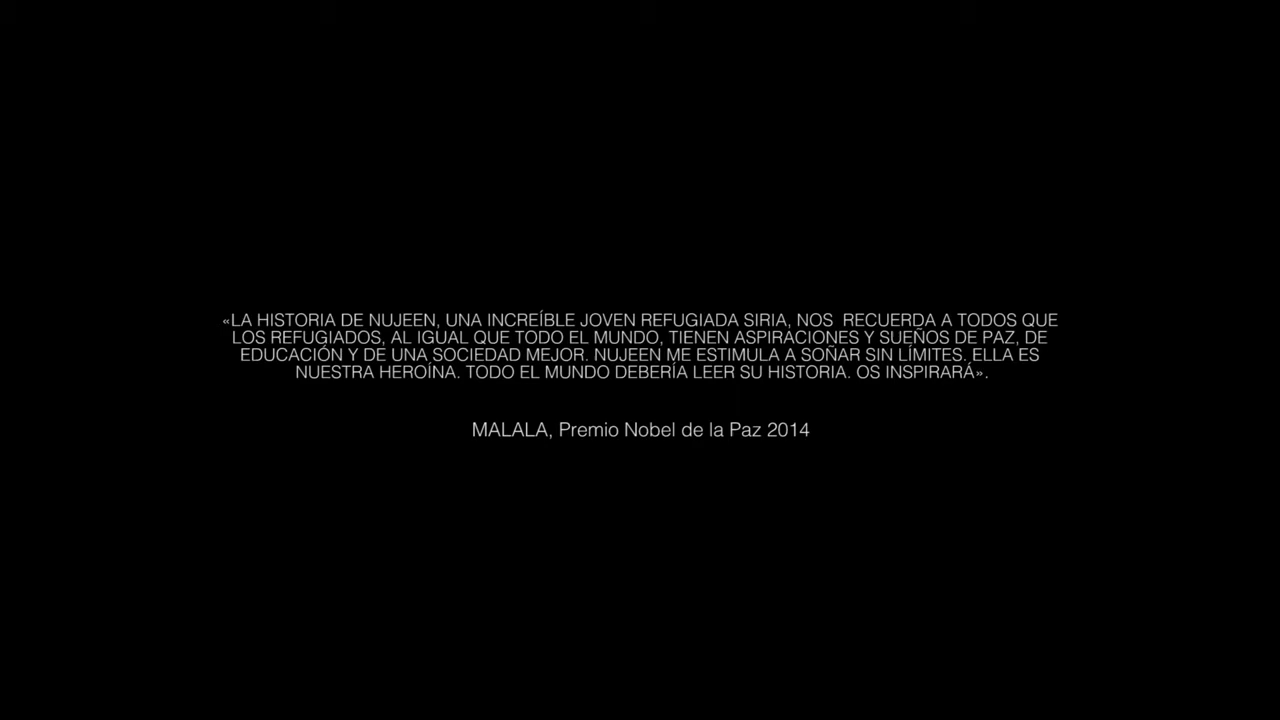 «LA HISTORIA DE NUJEEN, UNA INCREÍBLE JOVEN REFUGIADA SIRIA, NOS  RECUERDA A TODOS QUE
LOS REFUGIADOS, AL IGUAL QUE TODO EL MUNDO, TIENEN ASPIRACIONES Y SUEÑOS DE PAZ, DE
EDUCACIÓN Y DE UNA SOCIEDAD MEJOR. NUJEEN ME ESTIMULA A SOÑAR SIN LÍMITES. ELLA ES
NUESTRA HEROÍNA. TODO EL MUNDO DEBERÍA LEER SU HISTORIA. OS INSPIRARÁ».
MALALA, Premio Nobel de la Paz 2014